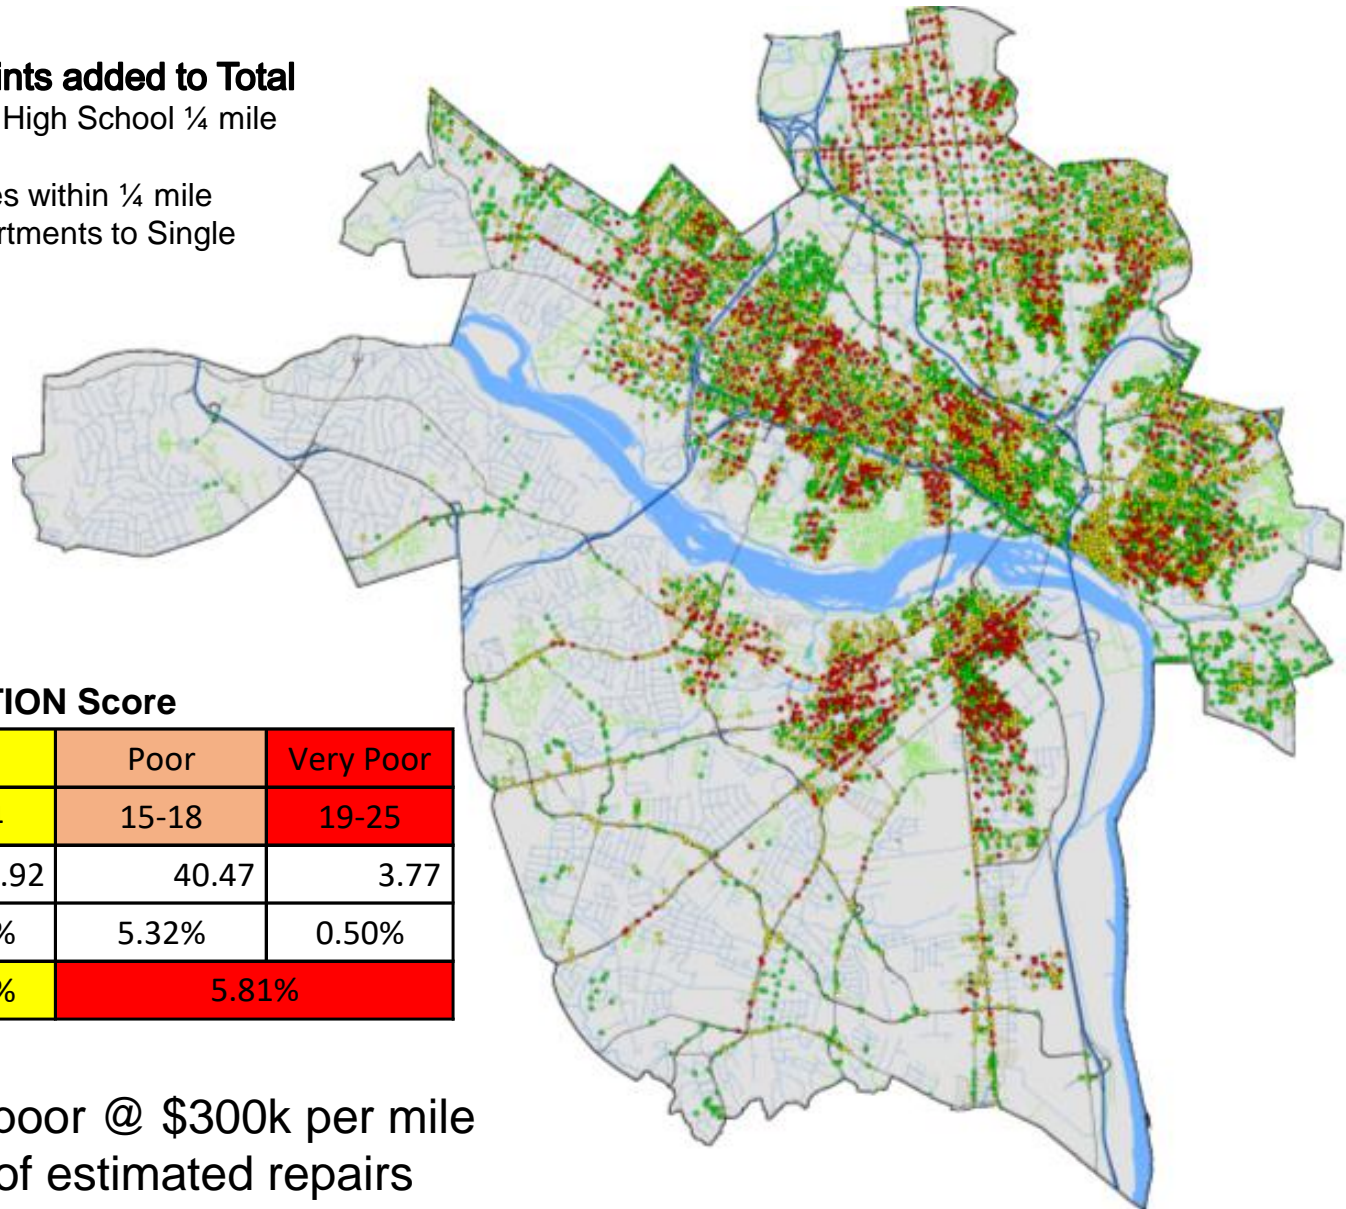 ints added to Total
High School ¼ mile
es within ¼ mile
rtments to Single
TION Score
Poor Very Poor
15-18 19-25
.92 40.47 3.77
% 5.32% 0.50%
% 5.81%
poor @ $300k per mile
of estimated repairs